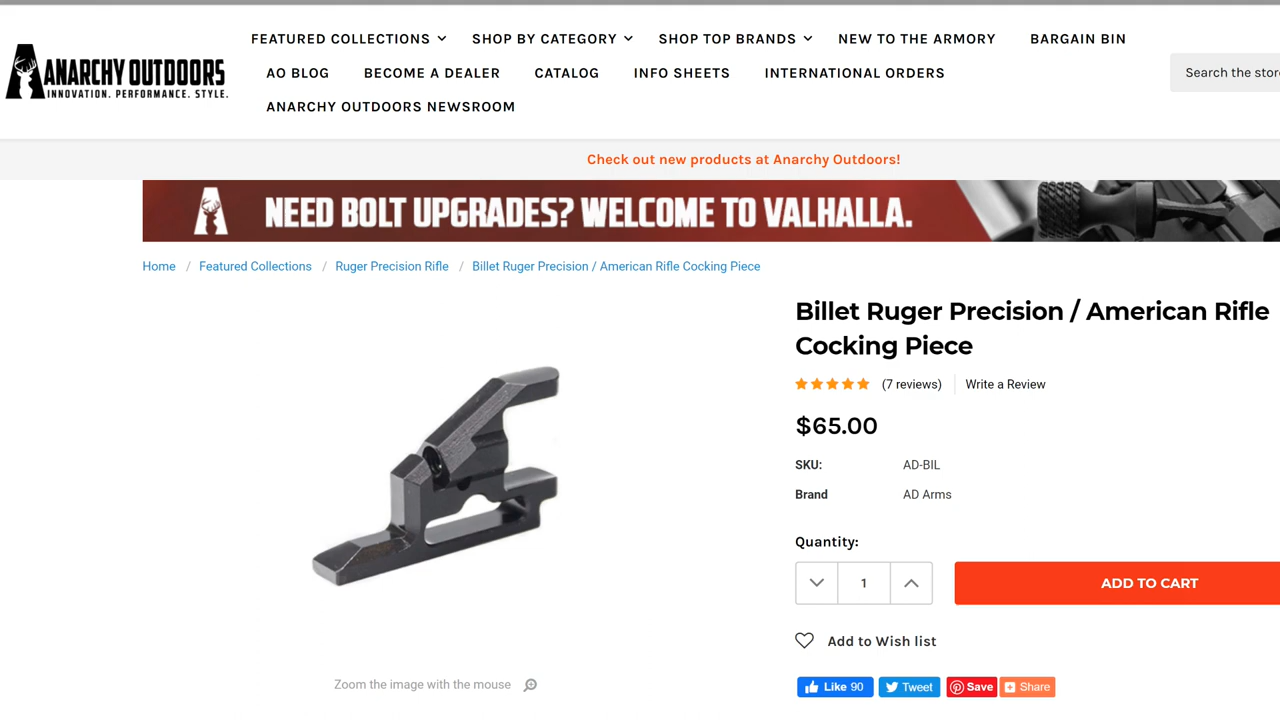 FEATURED COLLECTIONS SHOP BY CATEGORY SHOP TOP BRANDS NEW TO THE ARMORY BARGAIN BIN
ANARCHY OUTDOORS
INNOVATION. PERFORMANCE. STYLE.
AO BLOG BECOME A DEALER CATALOG INFO SHEETS INTERNATIONAL ORDERS
Search the store
ANARCHY OUTDOORS NEWSROOM
Check out new products at Anarchy Outdoors!
NEED BOLT UPGRADES? WELCOME TO VALHALLA.
Home / Featured Collections / Ruger Precision Rifle / Billet Ruger Precision / American Rifle Cocking Piece
Billet Ruger Precision / American Rifle
Cocking Piece
(7 reviews) Write a Review
$65.00
SKU: AD-BIL
Brand AD Arms
Quantity:
1 ADD TO CART
Add to Wish list
Zoom the image with the mouse
Like 90 Tweet Save Share